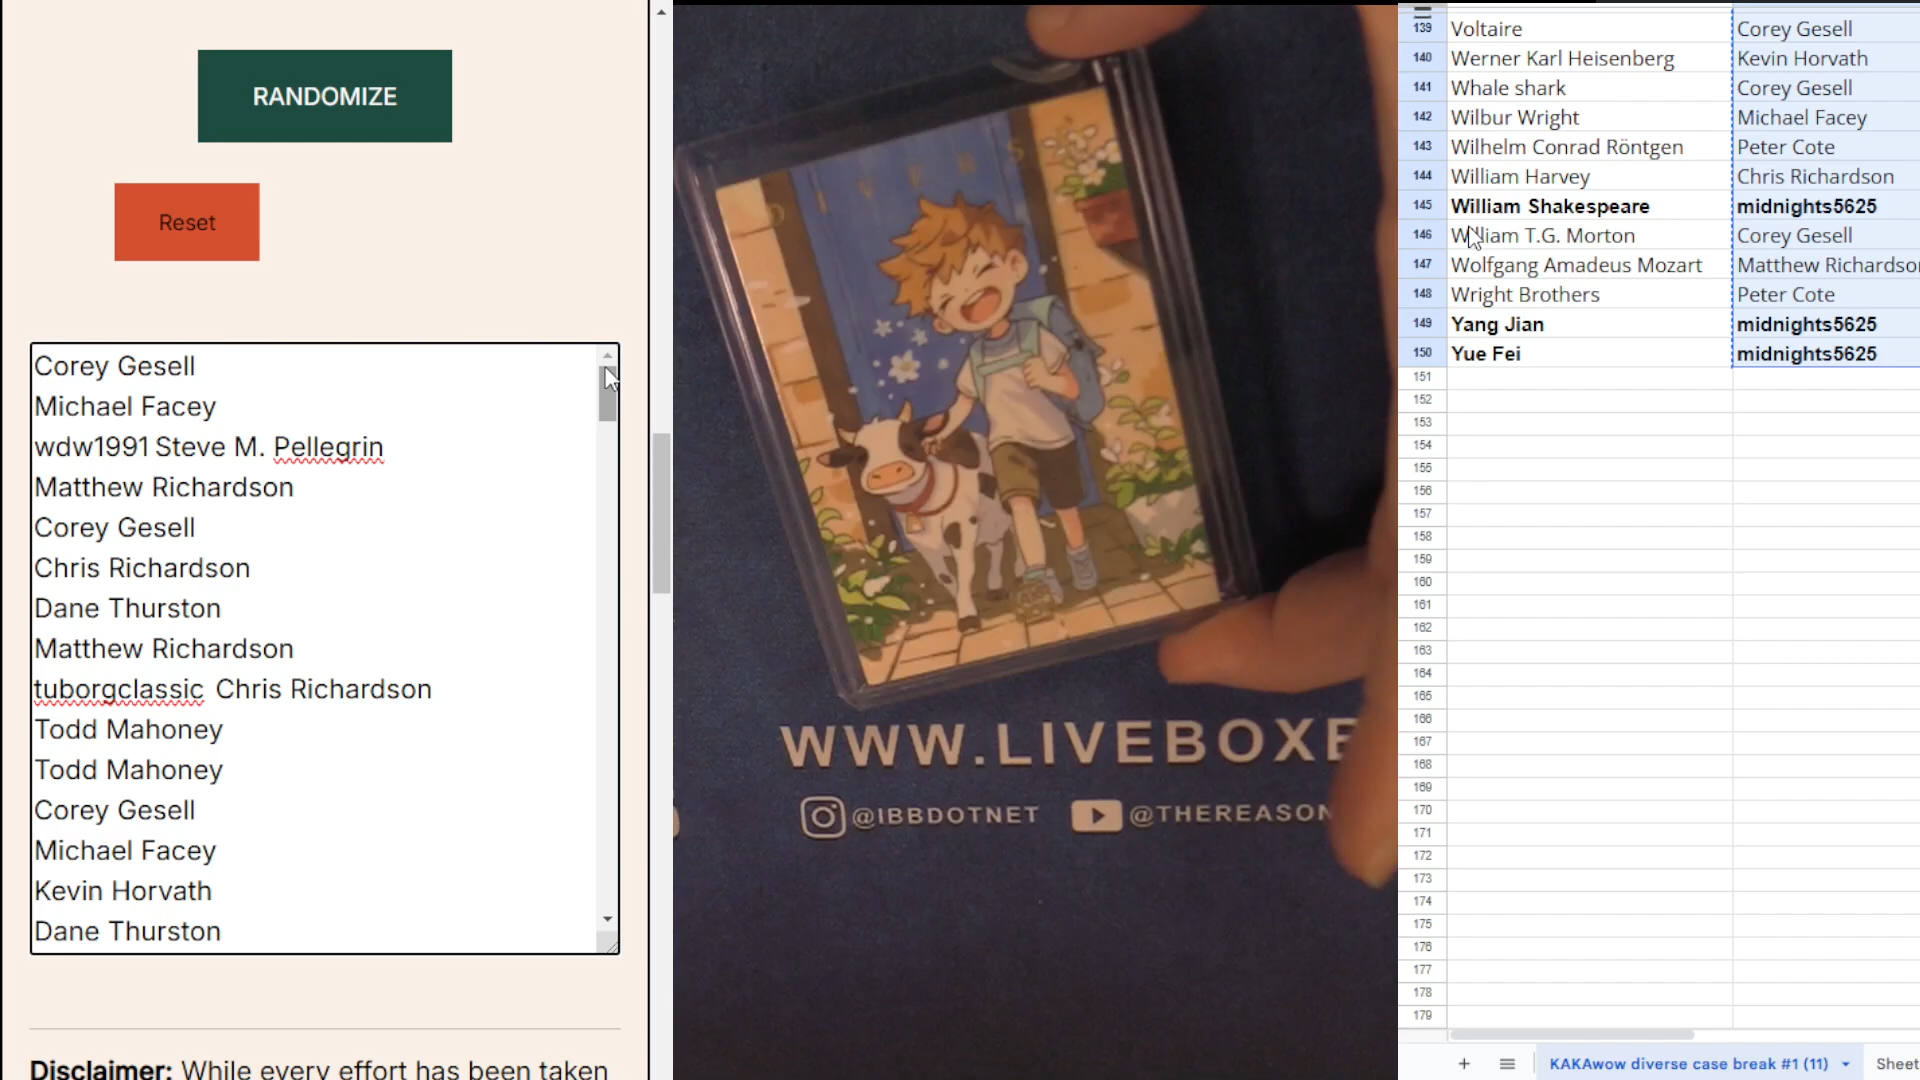 RANDOMIZE
Reset
Corey Gesell
Michael Facey
wdw1991 Steve M. Pellegrin
Matthew Richardson
Corey Gesell
Chris Richardson
Dane Thurston
Matthew Richardson
tuborgclassic Chris Richardson
Todd Mahoney
Todd Mahoney
Corey Gesell
Michael Facey
Kevin Horvath
Dane Thurston
Disclaimer: While every effort has been taken
DIVERS
WWW.LIVEBOXB
@IBBDOTNET @THEREASON
139 Voltaire Corey Gesell
140 Werner Karl Heisenberg Kevin Horvath
141 Whale shark Corey Gesell
142 Wilbur Wright Michael Facey
143 Wilhelm Conrad Röntgen Peter Cote
144 William Harvey Chris Richardson
145 William Shakespeare midnights5625
146 William T.G. Morton Corey Gesell
147 Wolfgang Amadeus Mozart Matthew Richardson
148 Wright Brothers Peter Cote
149 Yang Jian midnights5625
150 Yue Fei midnights5625
151
152
153
154
155
156
157
158
159
160
161
162
163
164
165
166
167
168
169
170
171
172
173
174
175
176
177
178
179
KAKAwow diverse case break #1 (11) Sheet